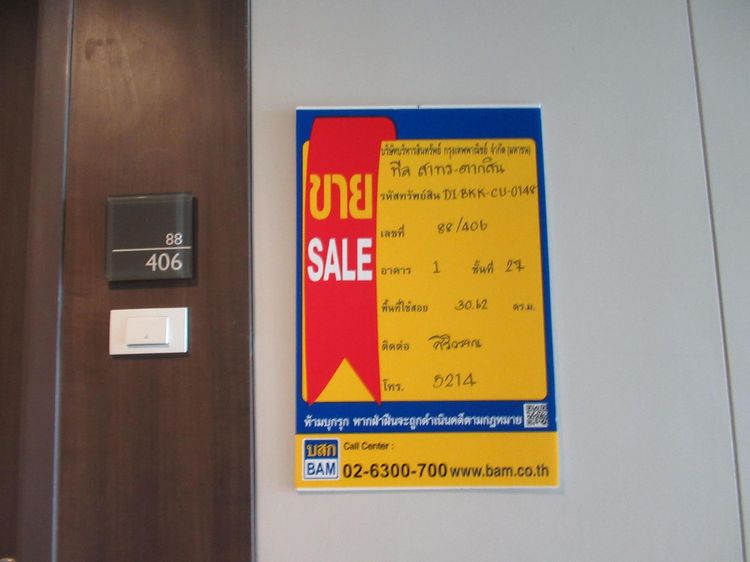 88
406
ขาย
SALE
บริษัทบริหารสินทรัพย์ กรุงเทพพาณิชย์ จำกัด (มหาชน)
ทีล สาทร-ตากสิน
รหัสทรัพย์สิน DI-BKK-CU-0148
เลขที่ 88/406
อาคาร 1 ชั้นที่ 27
พื้นที่ใช้สอย 30.62 ตร.ม.
ติดต่อ ศิริวรรณ
โทร. 5214
ห้ามบุกรุก หากฝ่าฝืนจะถูกดำเนินคดีตามกฎหมาย
บสก
BAM
Call Center :
02-6300-700 www.bam.co.th